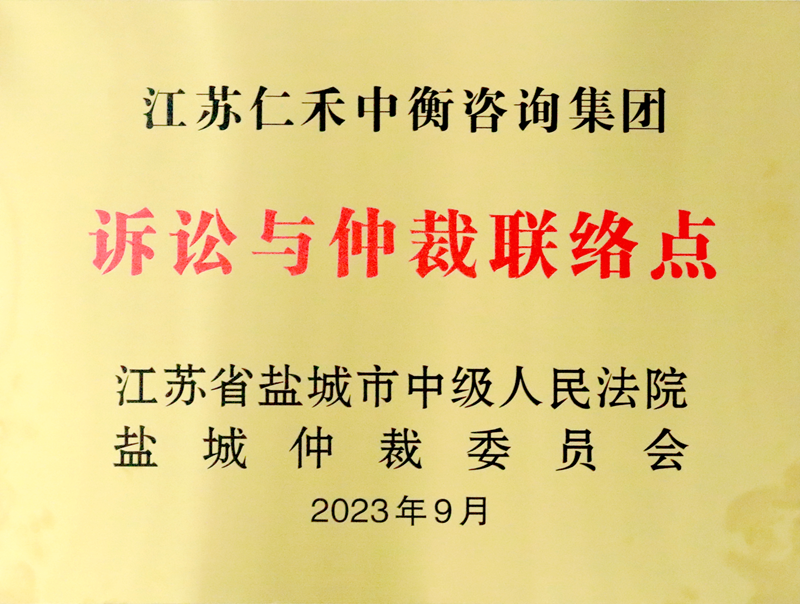 江苏仁禾中衡咨询集团
诉讼与仲裁联络点
江苏省盐城市中级人民法院
盐城仲裁委员会
2023年9月